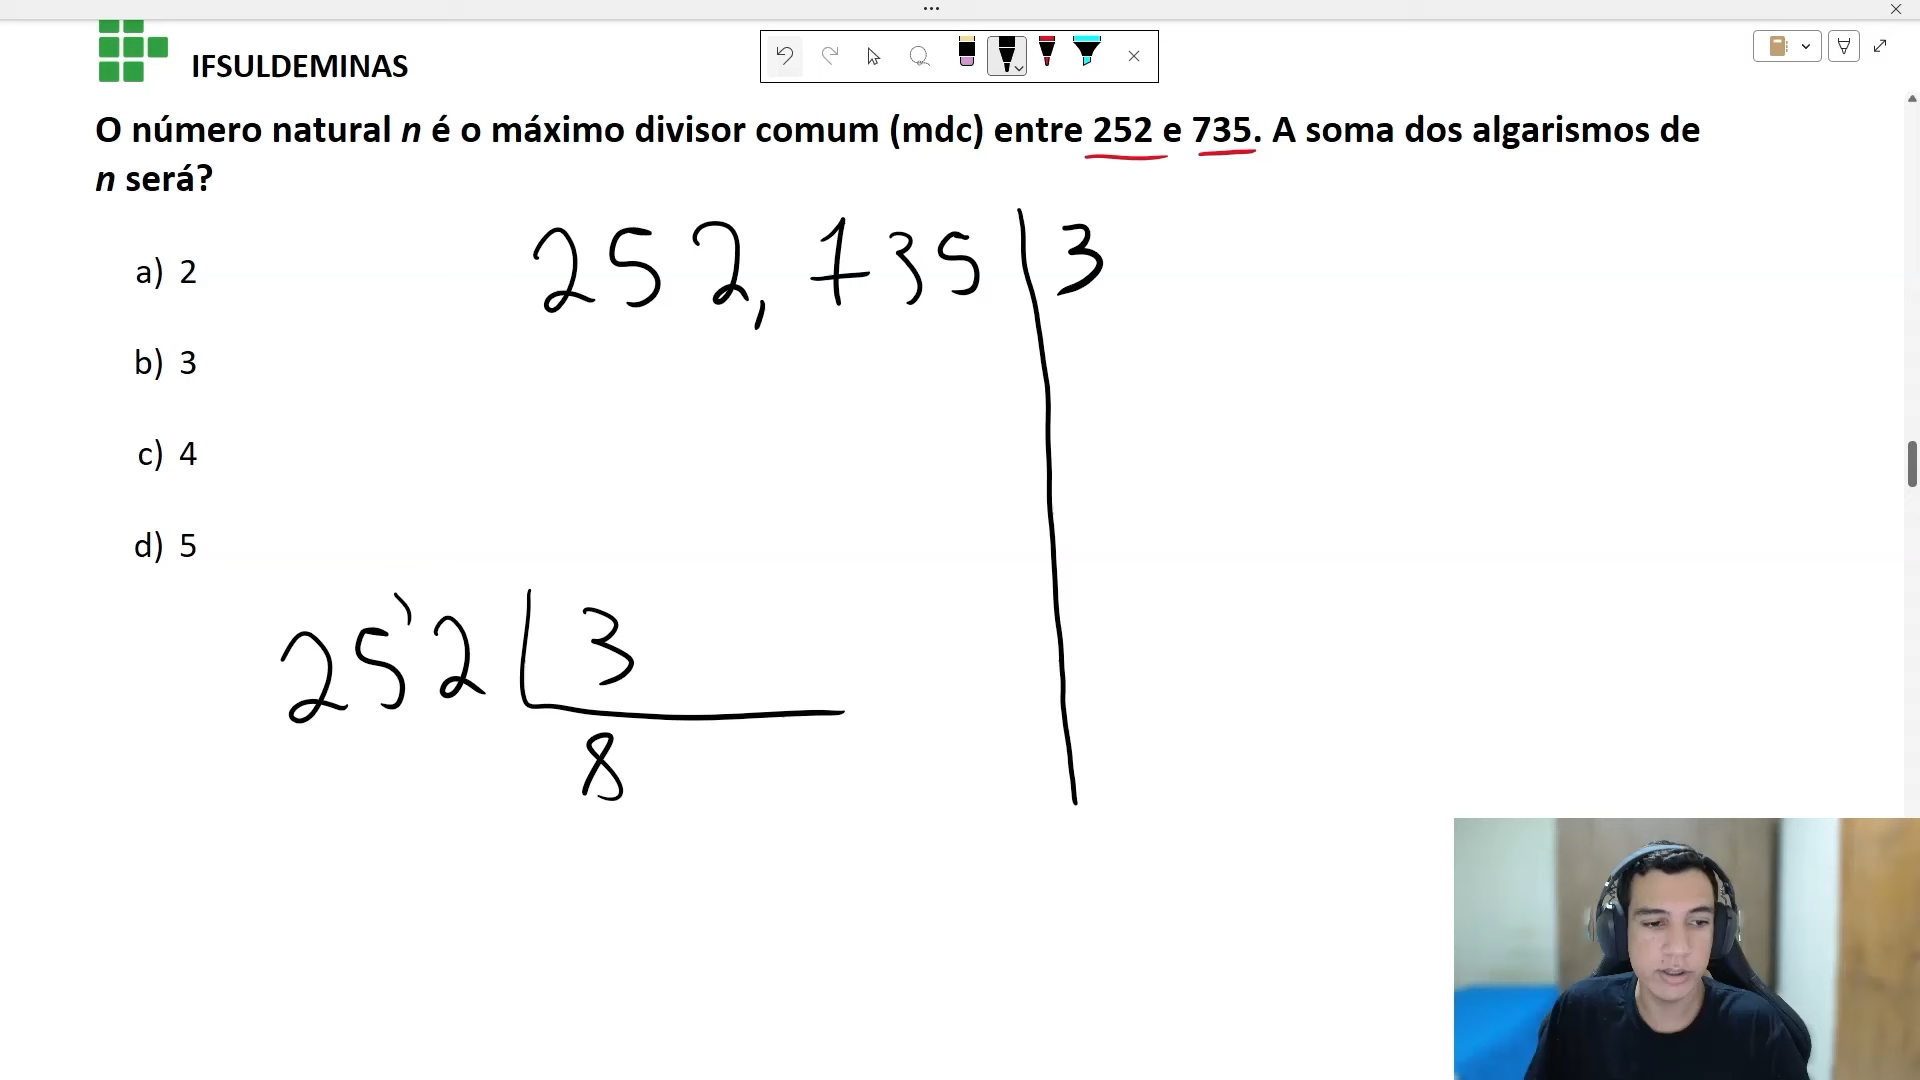 IFSULDEMINAS
O número natural n é o máximo divisor comum (mdc) entre 252 e 735. A soma dos algarismos de
n será?
252, 735 | 3
a) 2
b) 3
c) 4
d) 5
252 | 3
8